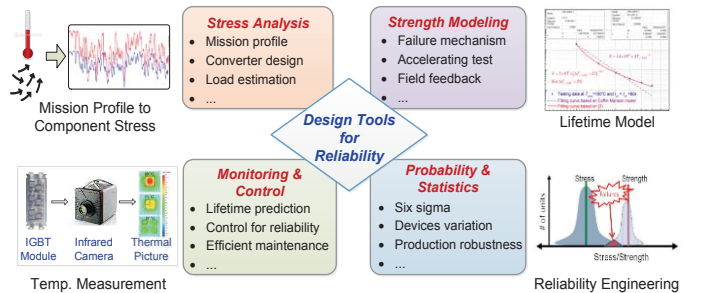 Stress Analysis
• Mission profile
• Converter design
• Load estimation
• ...
Strength Modeling
• Failure mechanism
• Accelerating test
• Field feedback
• ...
Mission Profile to
Component Stress
Design Tools
for
Reliability
Lifetime Model
Monitoring &
Control
• Lifetime prediction
• Control for reliability
• Efficient maintenance
• ...
Probability &
Statistics
• Six sigma
• Devices variation
• Production robustness
• ...
IGBT
Module
Infrared
Camera
Thermal
Picture
Temp. Measurement
# of units
Stress
Strength
Failures
Stress/Strength
Reliability Engineering